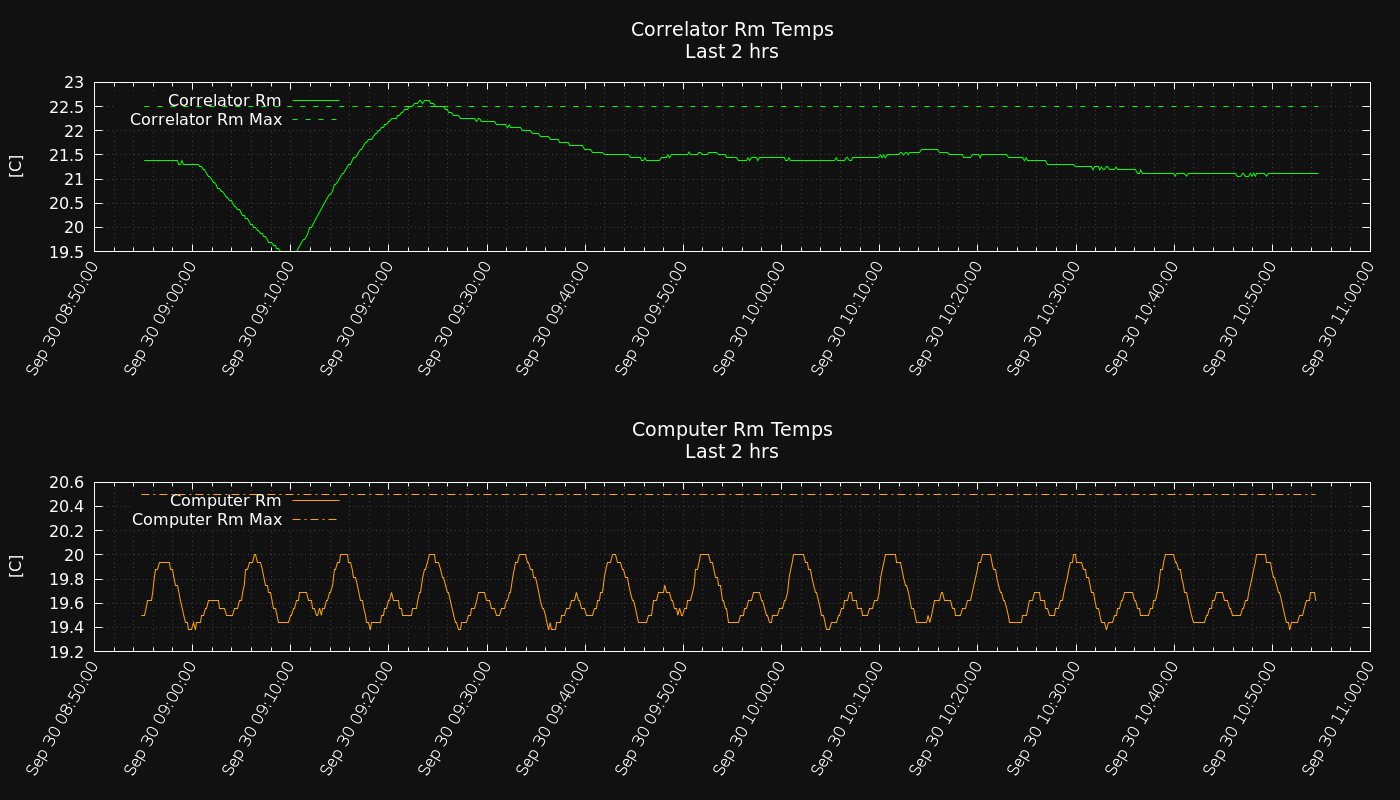 Correlator Rm Temps
Last 2 hrs
[C]
23
22.5
22
21.5
21
20.5
20
19.5
Correlator Rm
Correlator Rm Max
Sep 30 08:50:00
Sep 30 09:00:00
Sep 30 09:10:00
Sep 30 09:20:00
Sep 30 09:30:00
Sep 30 09:40:00
Sep 30 09:50:00
Sep 30 10:00:00
Sep 30 10:10:00
Sep 30 10:20:00
Sep 30 10:30:00
Sep 30 10:40:00
Sep 30 10:50:00
Sep 30 11:00:00
Computer Rm Temps
Last 2 hrs
[C]
20.6
20.4
20.2
20
19.8
19.6
19.4
19.2
Computer Rm
Computer Rm Max
Sep 30 08:50:00
Sep 30 09:00:00
Sep 30 09:10:00
Sep 30 09:20:00
Sep 30 09:30:00
Sep 30 09:40:00
Sep 30 09:50:00
Sep 30 10:00:00
Sep 30 10:10:00
Sep 30 10:20:00
Sep 30 10:30:00
Sep 30 10:40:00
Sep 30 10:50:00
Sep 30 11:00:00